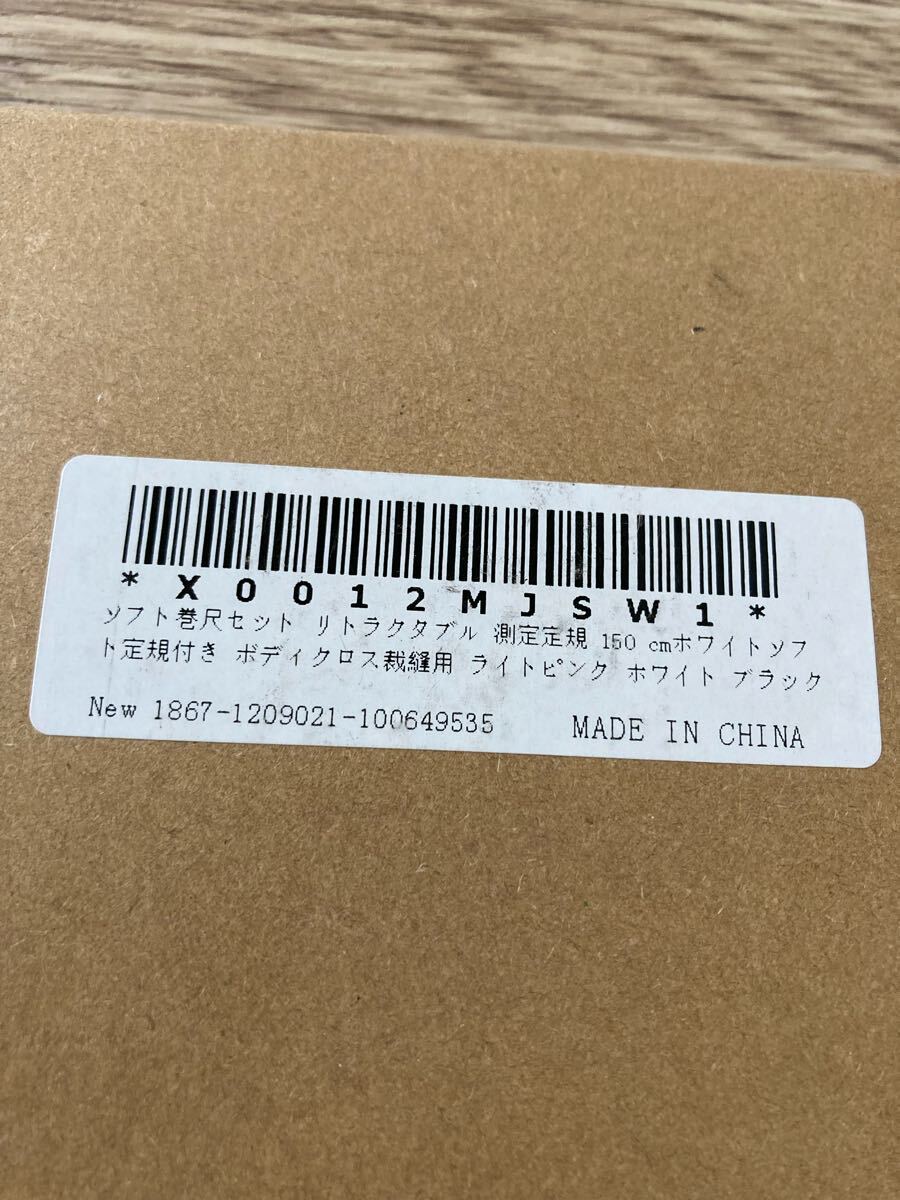 *X0012MJSW1*
ソフト巻尺セット リトラクタブル 測定定規 150 cmホワイトソフ
ト定規付き ボディクロス裁縫用 ライトピンク ホワイト ブラック
New 1867-1209021-100649535 MADE IN CHINA